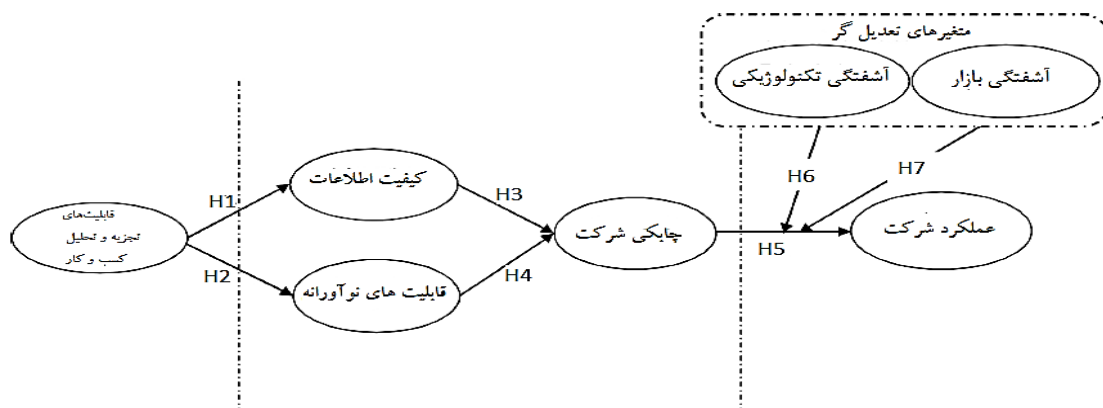 متغیرهای تعدیل گر
آشفتگی بازار
آشفتگی تکنولوژیکی
H6
H7
کیفیت اطلاعات
H1
H3
قابلیت‌های
تجزیه و تحلیل
کسب و کار
چابکی شرکت
عملکرد شرکت
H5
H2
H4
قابلیت های نوآورانه